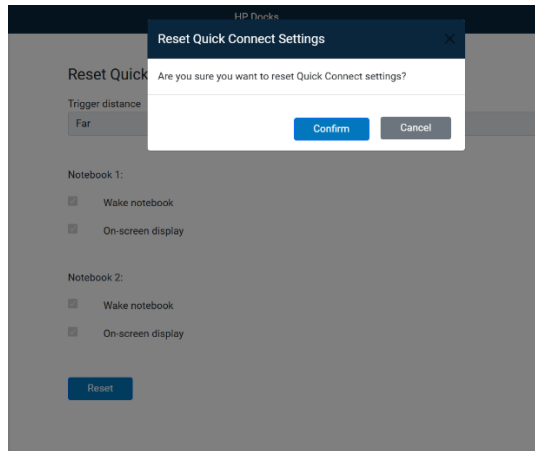 HP Docks
Reset Quick Connect Settings
Are you sure you want to reset Quick Connect settings?
Confirm
Cancel
Reset Quick
Trigger distance
Far
Notebook 1:
Wake notebook
On-screen display
Notebook 2:
Wake notebook
On-screen display
Reset